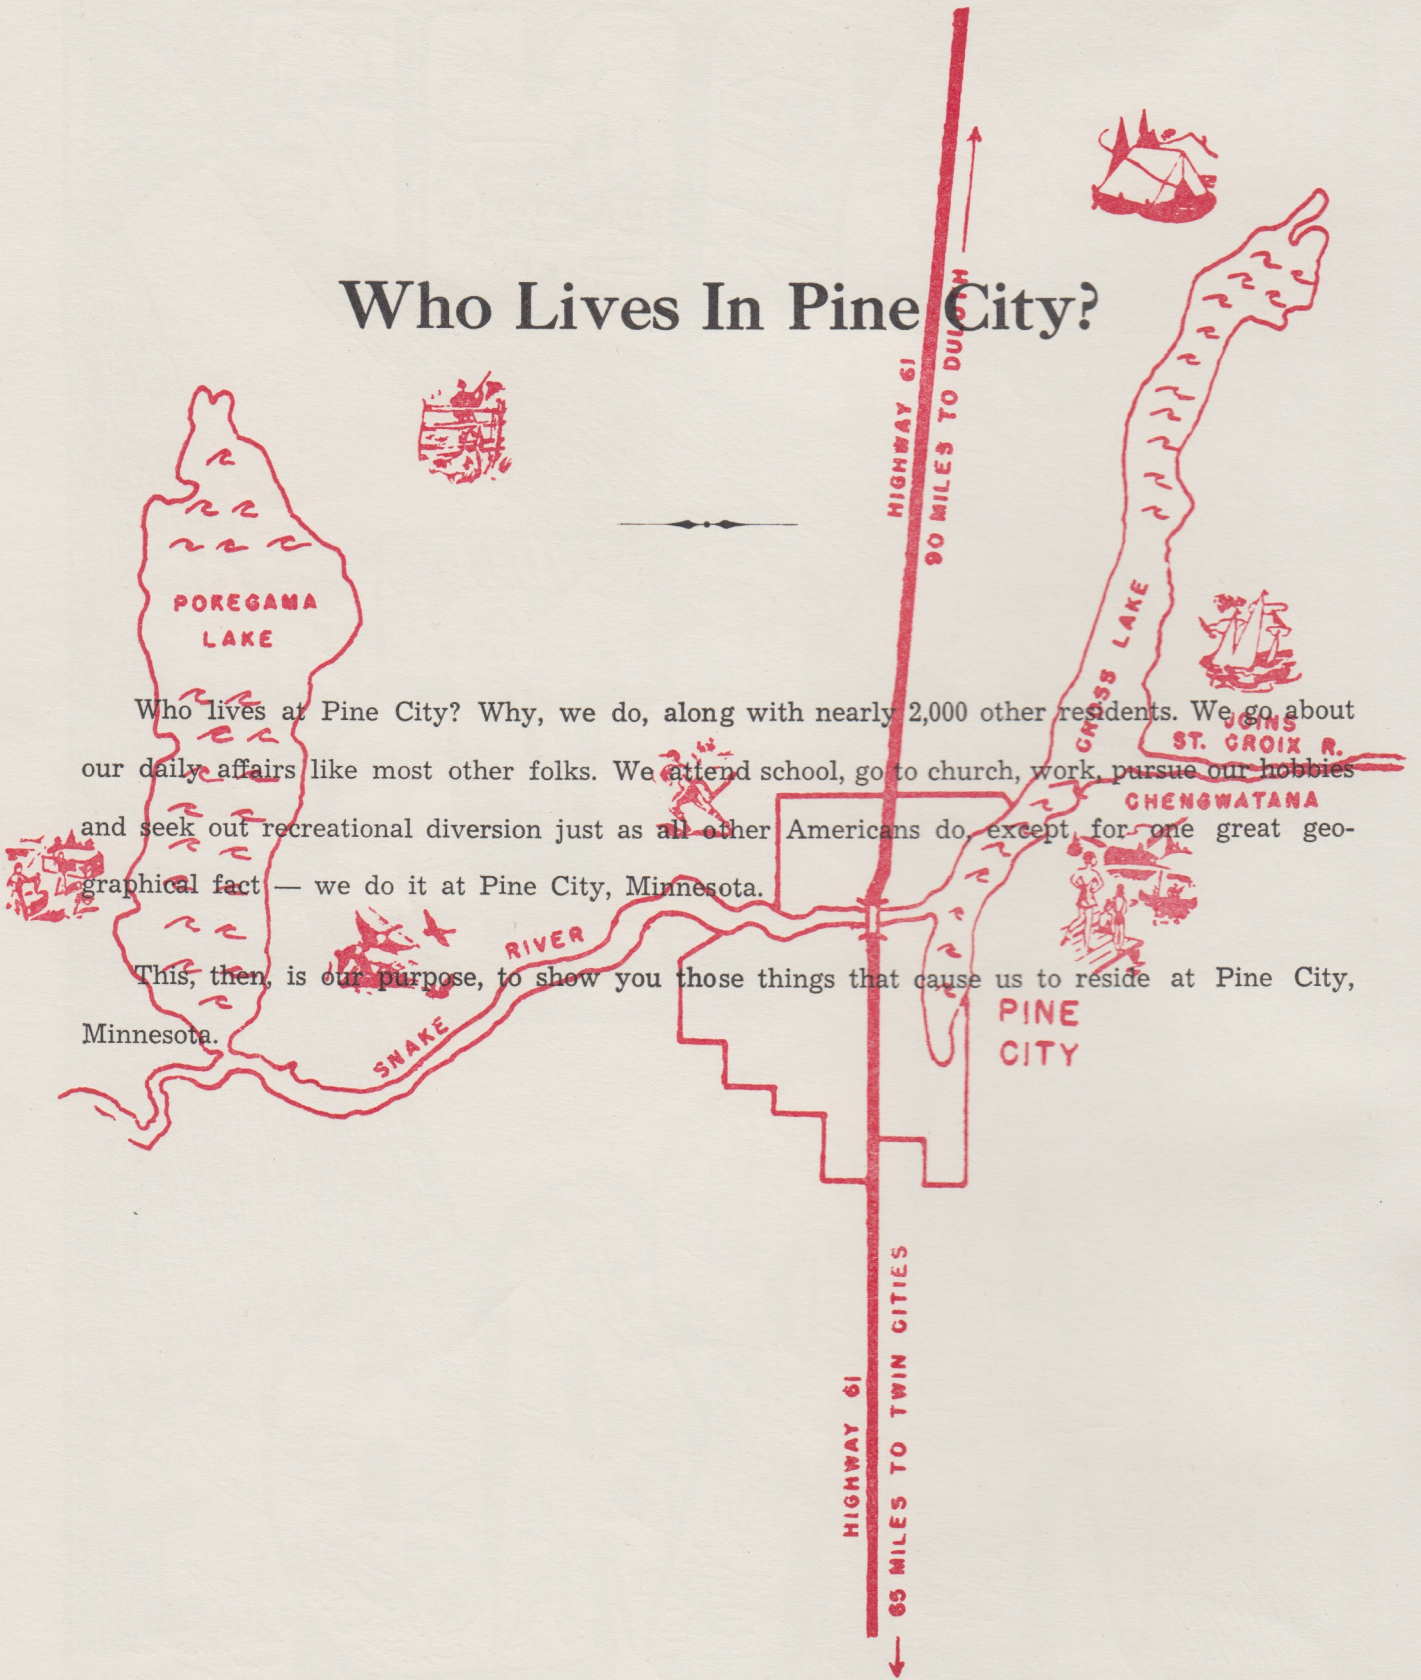 Who Lives In Pine City?
HIGHWAY 61
90 MILES TO DULUTH
POREGAMA
LAKE
CROSS LAKE
Who lives at Pine City? Why, we do, along with nearly 2,000 other residents. We go about
our daily affairs like most other folks. We attend school, go to church, work, pursue our hobbies
and seek out recreational diversion just as all other Americans do, except for one great geo-
graphical fact — we do it at Pine City, Minnesota.
JOINS
ST. CROIX R.
CHENGWATANA
This, then, is our purpose, to show you those things that cause us to reside at Pine City,
Minnesota.
SNAKE RIVER
PINE
CITY
HIGHWAY 61
65 MILES TO TWIN CITIES